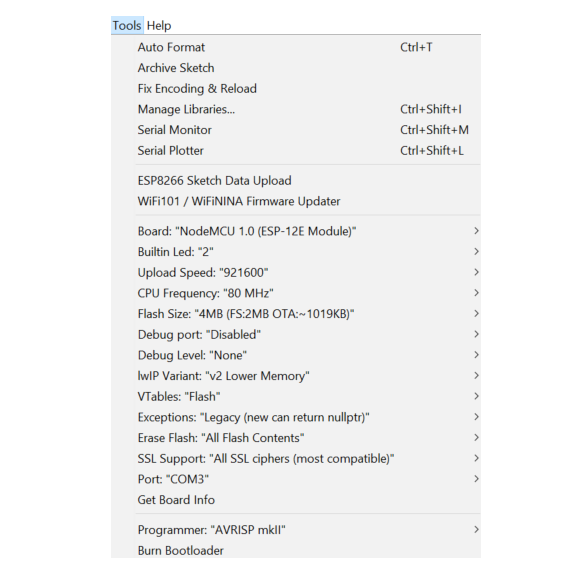 Tools Help
Auto Format Ctrl+T
Archive Sketch
Fix Encoding & Reload
Manage Libraries... Ctrl+Shift+I
Serial Monitor Ctrl+Shift+M
Serial Plotter Ctrl+Shift+L
ESP8266 Sketch Data Upload
WiFi101 / WiFiNINA Firmware Updater
Board: "NodeMCU 1.0 (ESP-12E Module)"
Builtin Led: "2"
Upload Speed: "921600"
CPU Frequency: "80 MHz"
Flash Size: "4MB (FS:2MB OTA:~1019KB)"
Debug port: "Disabled"
Debug Level: "None"
lwIP Variant: "v2 Lower Memory"
VTables: "Flash"
Exceptions: "Legacy (new can return nullptr)"
Erase Flash: "All Flash Contents"
SSL Support: "All SSL ciphers (most compatible)"
Port: "COM3"
Get Board Info
Programmer: "AVRISP mkII"
Burn Bootloader